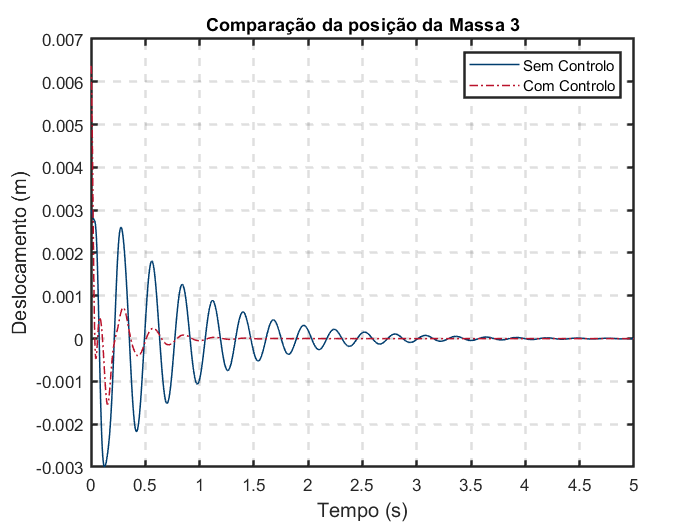 Comparação da posição da Massa 3
Sem Controlo
Com Controlo
0.007
0.006
0.005
0.004
0.003
0.002
0.001
0
-0.001
-0.002
-0.003
Deslocamento (m)
0 0.5 1 1.5 2 2.5 3 3.5 4 4.5 5
Tempo (s)